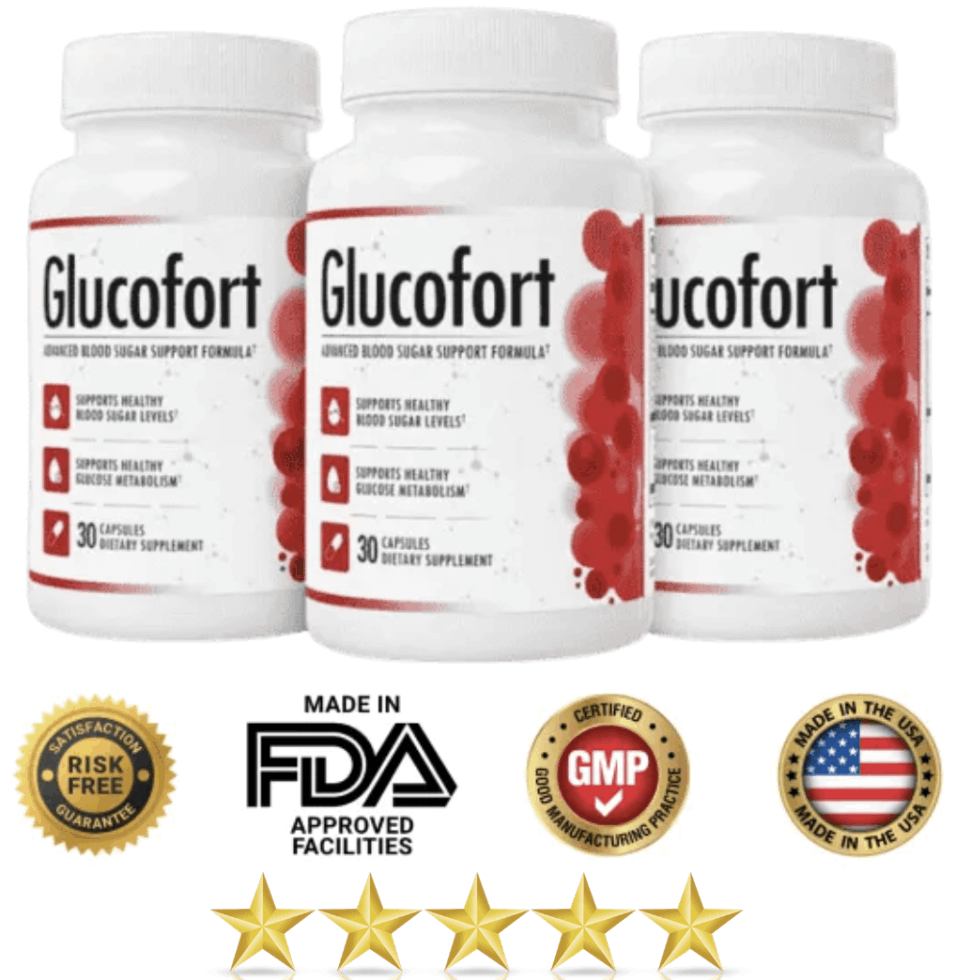 Glucofort
ADVANCED BLOOD SUGAR SUPPORT FORMULA†
SUPPORTS HEALTHY
BLOOD SUGAR LEVELS†
SUPPORTS HEALTHY
GLUCOSE METABOLISM†
30 CAPSULES
DIETARY SUPPLEMENT
Glucofort
ADVANCED BLOOD SUGAR SUPPORT FORMULA†
SUPPORTS HEALTHY
BLOOD SUGAR LEVELS†
SUPPORTS HEALTHY
GLUCOSE METABOLISM†
30 CAPSULES
DIETARY SUPPLEMENT
ucofort
BLOOD SUGAR SUPPORT FORMULA†
SUPPORTS HEALTHY
BLOOD SUGAR LEVELS†
SUPPORTS HEALTHY
GLUCOSE METABOLISM†
30 CAPSULES
DIETARY SUPPLEMENT
SATISFACTION
RISK
FREE
GUARANTEE
MADE IN
FDA
APPROVED
FACILITIES
CERTIFIED
GMP
GOOD MANUFACTURING PRACTICE
MADE IN THE USA
MADE IN THE USA